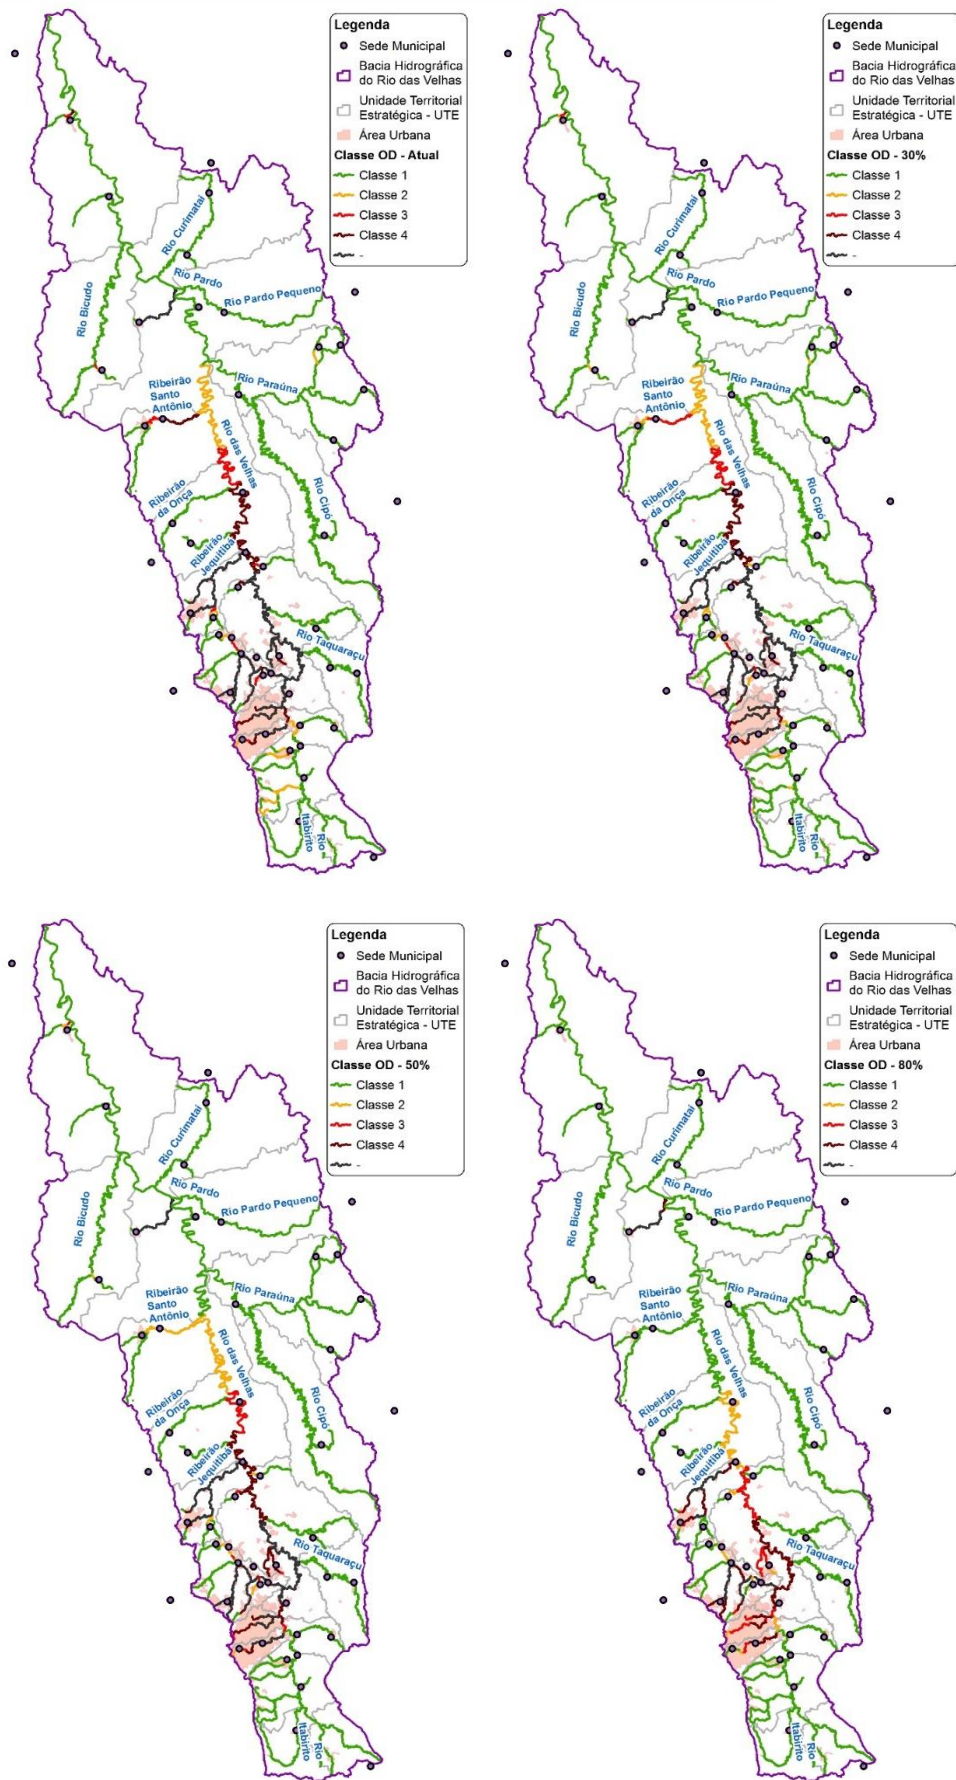 Legenda
Sede Municipal
Bacia Hidrográfica
do Rio das Velhas
Unidade Territorial
Estratégica - UTE
Área Urbana
Classe OD - Atual
Classe 1
Classe 2
Classe 3
Classe 4
-
Rio Curimataí
Rio Pardo
Rio Pardo Pequeno
Rio Bicudo
Ribeirão
Santo
Antônio
Rio Paraúna
Rio das Velhas
Ribeirão
da Onça
Rio Cipó
Ribeirão
Jequitibá
Rio Taquaraçu
Rio
Itabirito
Legenda
Sede Municipal
Bacia Hidrográfica
do Rio das Velhas
Unidade Territorial
Estratégica - UTE
Área Urbana
Classe OD - 30%
Classe 1
Classe 2
Classe 3
Classe 4
-
Rio Curimataí
Rio Pardo
Rio Pardo Pequeno
Rio Bicudo
Ribeirão
Santo
Antônio
Rio Paraúna
Rio das Velhas
Ribeirão
da Onça
Rio Cipó
Ribeirão
Jequitibá
Rio Taquaraçu
Rio
Itabirito
Legenda
Sede Municipal
Bacia Hidrográfica
do Rio das Velhas
Unidade Territorial
Estratégica - UTE
Área Urbana
Classe OD - 50%
Classe 1
Classe 2
Classe 3
Classe 4
-
Rio Curimataí
Rio Pardo
Rio Pardo Pequeno
Rio Bicudo
Ribeirão
Santo
Antônio
Rio Paraúna
Rio das Velhas
Ribeirão
da Onça
Rio Cipó
Ribeirão
Jequitibá
Rio Taquaraçu
Rio
Itabirito
Legenda
Sede Municipal
Bacia Hidrográfica
do Rio das Velhas
Unidade Territorial
Estratégica - UTE
Área Urbana
Classe OD - 80%
Classe 1
Classe 2
Classe 3
Classe 4
-
Rio Curimataí
Rio Pardo
Rio Pardo Pequeno
Rio Bicudo
Ribeirão
Santo
Antônio
Rio Paraúna
Rio das Velhas
Ribeirão
da Onça
Rio Cipó
Ribeirão
Jequitibá
Rio Taquaraçu
Rio
Itabirito